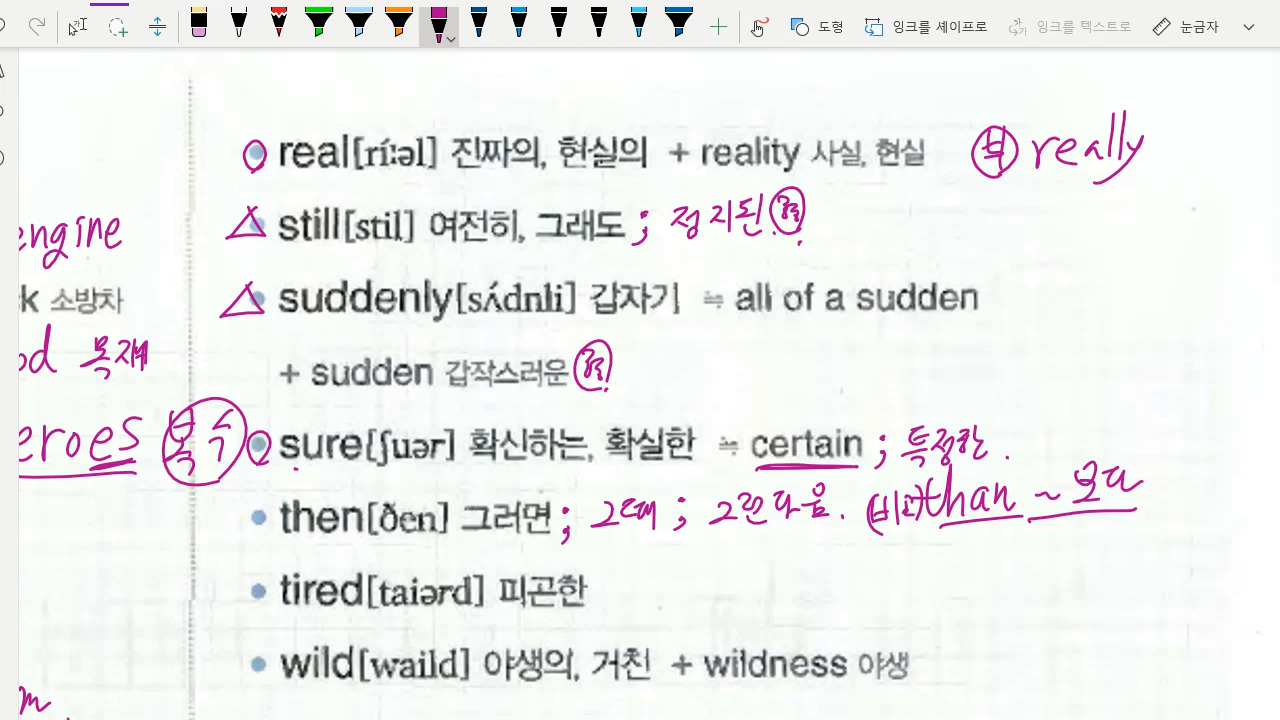 도형 잉크를 셰이프로 잉크를 텍스트로 눈금자
real[ríːəl] 진짜의, 현실의 + reality 사실, 현실 (부) really
still[stil] 여전히, 그래도 ; 정지된 (형)
engine
suddenly[sʌ́dnli] 갑자기 ≒ all of a sudden
k 소방차
od 목재
+ sudden 갑작스러운 (형)
eroes 복수
sure[ʃuər] 확신하는, 확실한 ≒ certain ; 특정한.
then[ðen] 그러면 ; 그때 ; 그런 다음. (비교) than ~ 보다
tired[taiərd] 피곤한
wild[waild] 야생의, 거친 + wildness 야생
m